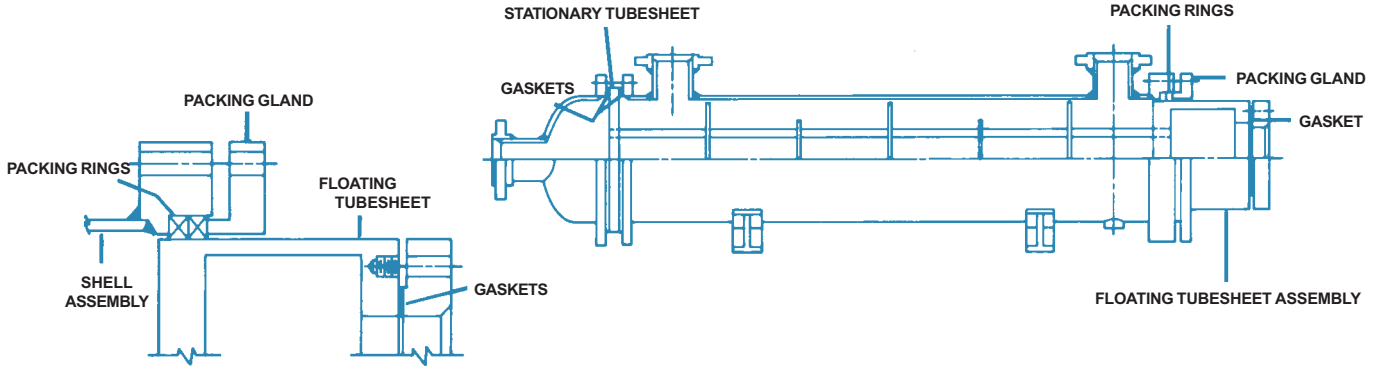 PACKING GLAND
PACKING RINGS
FLOATING
TUBESHEET
SHELL
ASSEMBLY
GASKETS
STATIONARY TUBESHEET
GASKETS
PACKING RINGS
PACKING GLAND
GASKET
FLOATING TUBESHEET ASSEMBLY